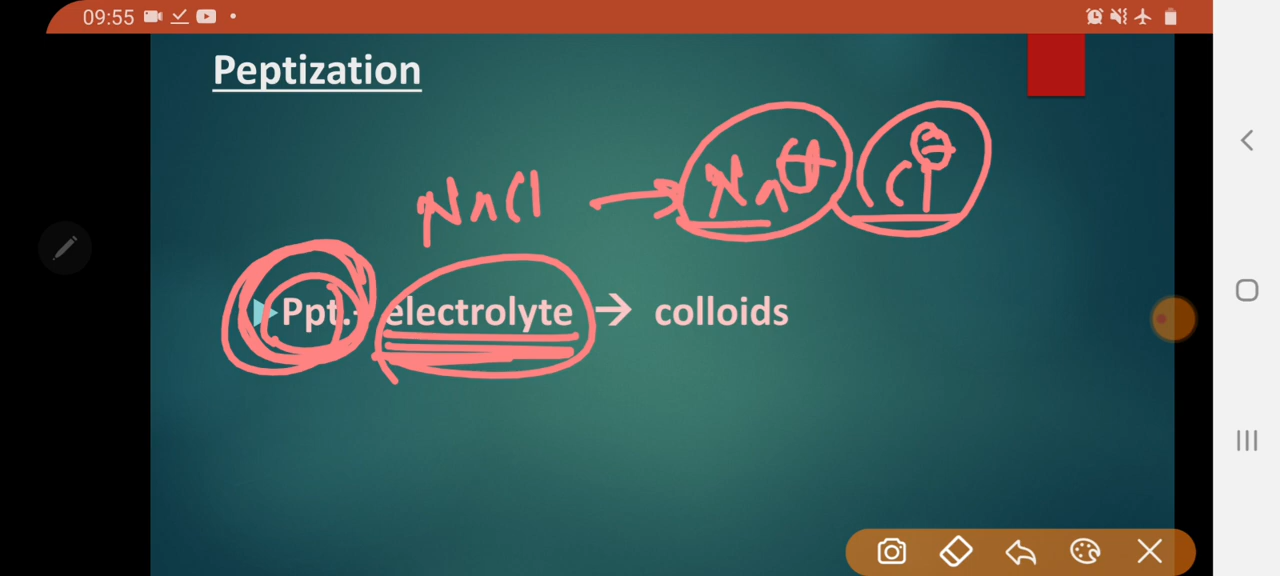 09:55
Peptization
NaCl → Na⊕ Cl⊖
Ppt.+ electrolyte → colloids